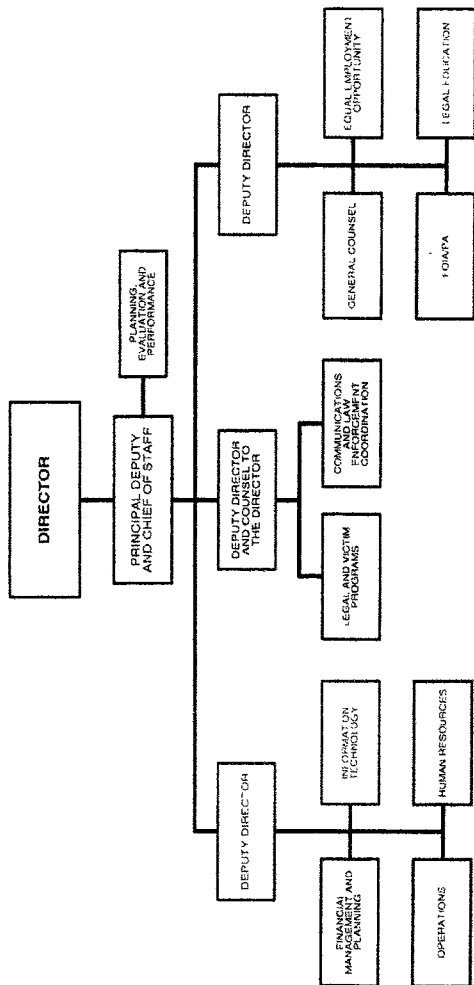 DIRECTOR
PRINCIPAL DEPUTY
AND CHIEF OF STAFF
PLANNING,
EVALUATION AND
PERFORMANCE
DEPUTY DIRECTOR
DEPUTY DIRECTOR
AND COUNSEL TO
THE DIRECTOR
DEPUTY DIRECTOR
FINANCIAL
MANAGEMENT AND
PLANNING
INFORMATION
TECHNOLOGY
OPERATIONS
HUMAN RESOURCES
LEGAL AND VICTIM
PROGRAMS
COMMUNICATIONS
AND LAW
ENFORCEMENT
COORDINATION
GENERAL COUNSEL
EQUAL EMPLOYMENT
OPPORTUNITY
FOIA/PA
LEGAL EDUCATION